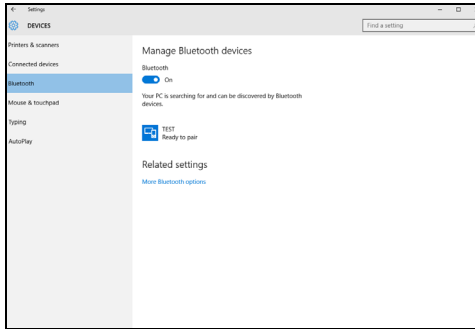 Settings
DEVICES
Find a setting
Printers & scanners
Connected devices
Bluetooth
Mouse & touchpad
Typing
AutoPlay
Manage Bluetooth devices
Bluetooth
On
Your PC is searching for and can be discovered by Bluetooth
devices.
TEST
Ready to pair
Related settings
More Bluetooth options